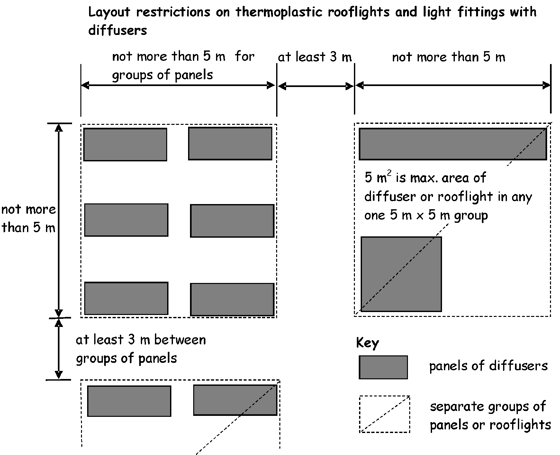 Layout restrictions on thermoplastic rooflights and light fittings with
diffusers
not more than 5 m for
groups of panels
at least 3 m
not more than 5 m
not more
than 5 m
5 m² is max. area of
diffuser or rooflight in any
one 5 m x 5 m group
at least 3 m between
groups of panels
Key
panels of diffusers
separate groups of
panels or rooflights